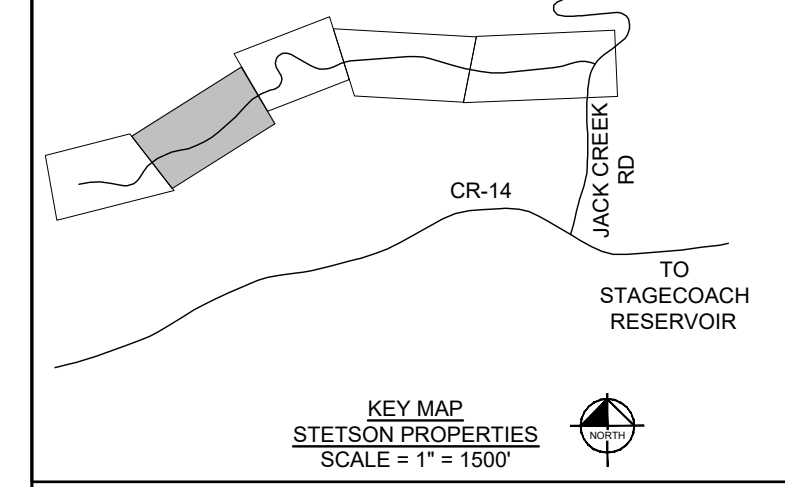 JACK CREEK
RD
CR-14
TO
STAGECOACH
RESERVOIR
KEY MAP
STETSON PROPERTIES
SCALE = 1" = 1500'
NORTH